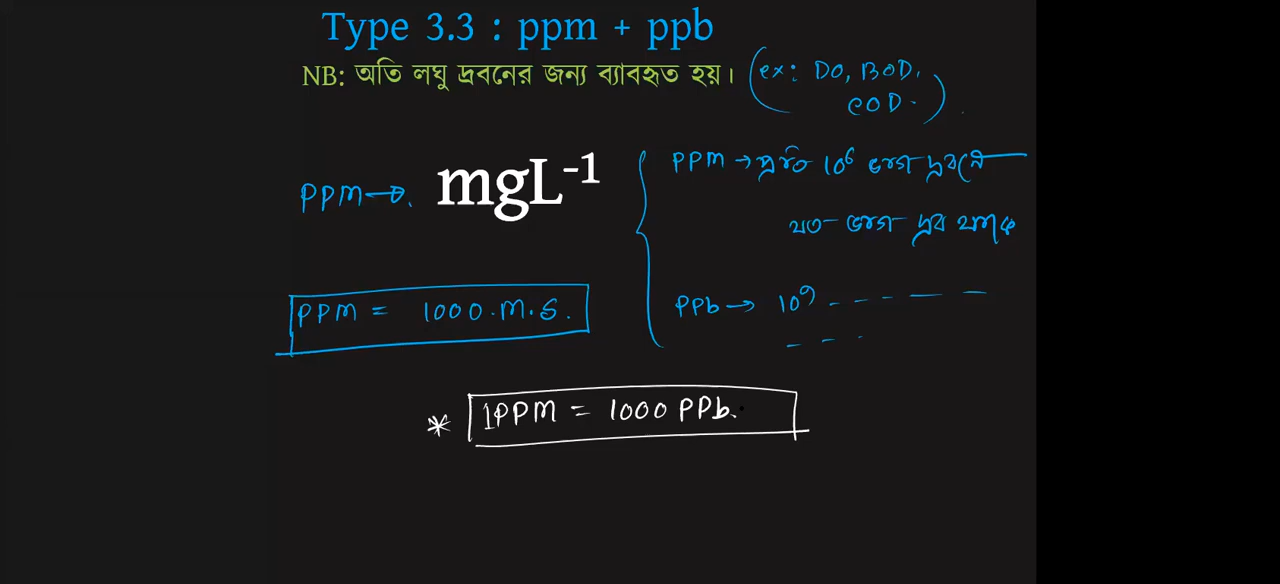 Type 3.3 : ppm + ppb
NB: অতি লঘু দ্রবনের জন্য ব্যাবহৃত হয়। (ex: DO, BOD,
COD.)
PPM → mgL⁻¹
PPM → প্রতি 10⁶ ভাগ দ্রবনে
যত ভাগ দ্রব থাকে
PPM = 1000.M.S.
PPb → 10⁹ - - - - -
- - -
* 1PPM = 1000 PPb.